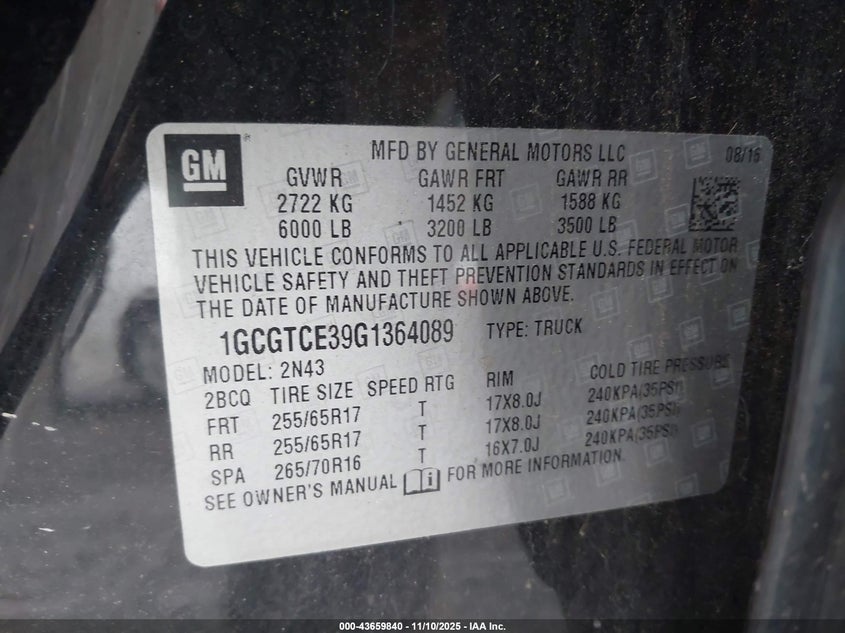 GM
MFD BY GENERAL MOTORS LLC 08/16
GVWR GAWR FRT GAWR RR
2722 KG 1452 KG 1588 KG
6000 LB 3200 LB 3500 LB
THIS VEHICLE CONFORMS TO ALL APPLICABLE U.S. FEDERAL MOTOR
VEHICLE SAFETY AND THEFT PREVENTION STANDARDS IN EFFECT ON
THE DATE OF MANUFACTURE SHOWN ABOVE.
1GCGTCE39G1364089 TYPE: TRUCK
MODEL: 2N43
2BCQ TIRE SIZE SPEED RTG RIM COLD TIRE PRESSURE
FRT 255/65R17 T 17X8.0J 240KPA(35PSI)
RR 255/65R17 T 17X8.0J 240KPA(35PSI)
SPA 265/70R16 T 16X7.0J 240KPA(35PSI)
SEE OWNER'S MANUAL FOR MORE INFORMATION.
000-43659840 - 11/10/2025 - IAA Inc.